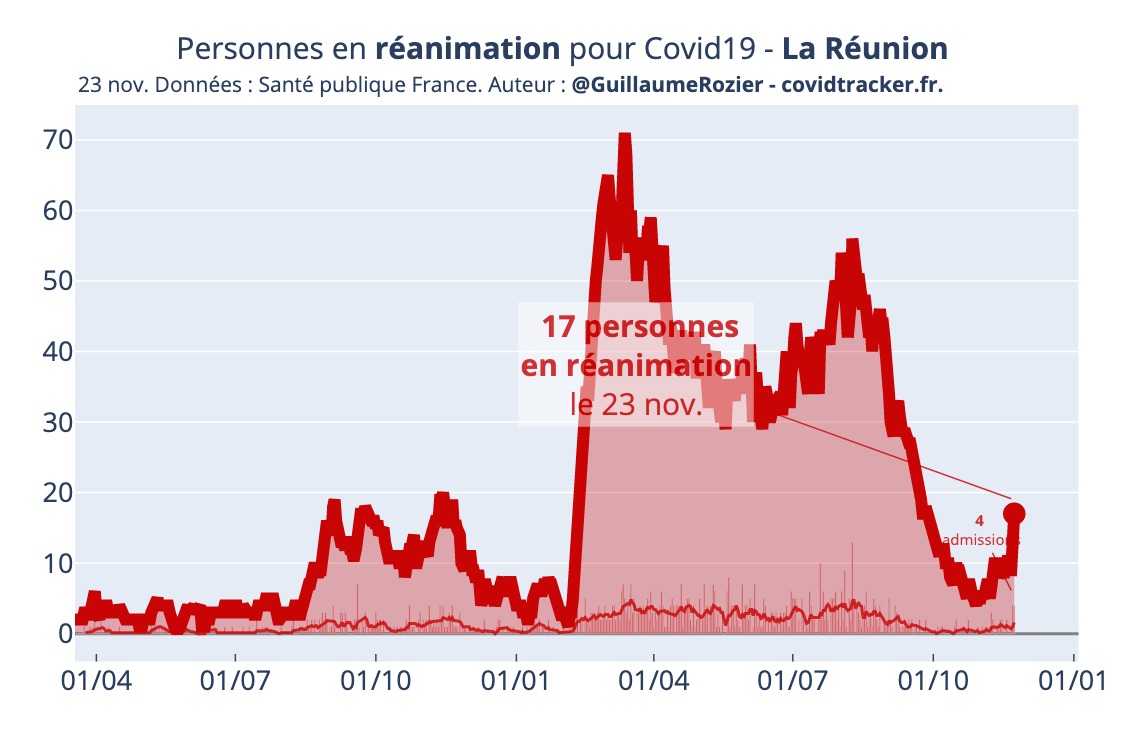 Personnes en réanimation pour Covid19 - La Réunion
23 nov. Données : Santé publique France. Auteur : @GuillaumeRozier - covidtracker.fr.
70
60
50
40
30
20
10
0
17 personnes
en réanimation
le 23 nov.
4
admissions
01/04
01/07
01/10
01/01
01/04
01/07
01/10
01/01